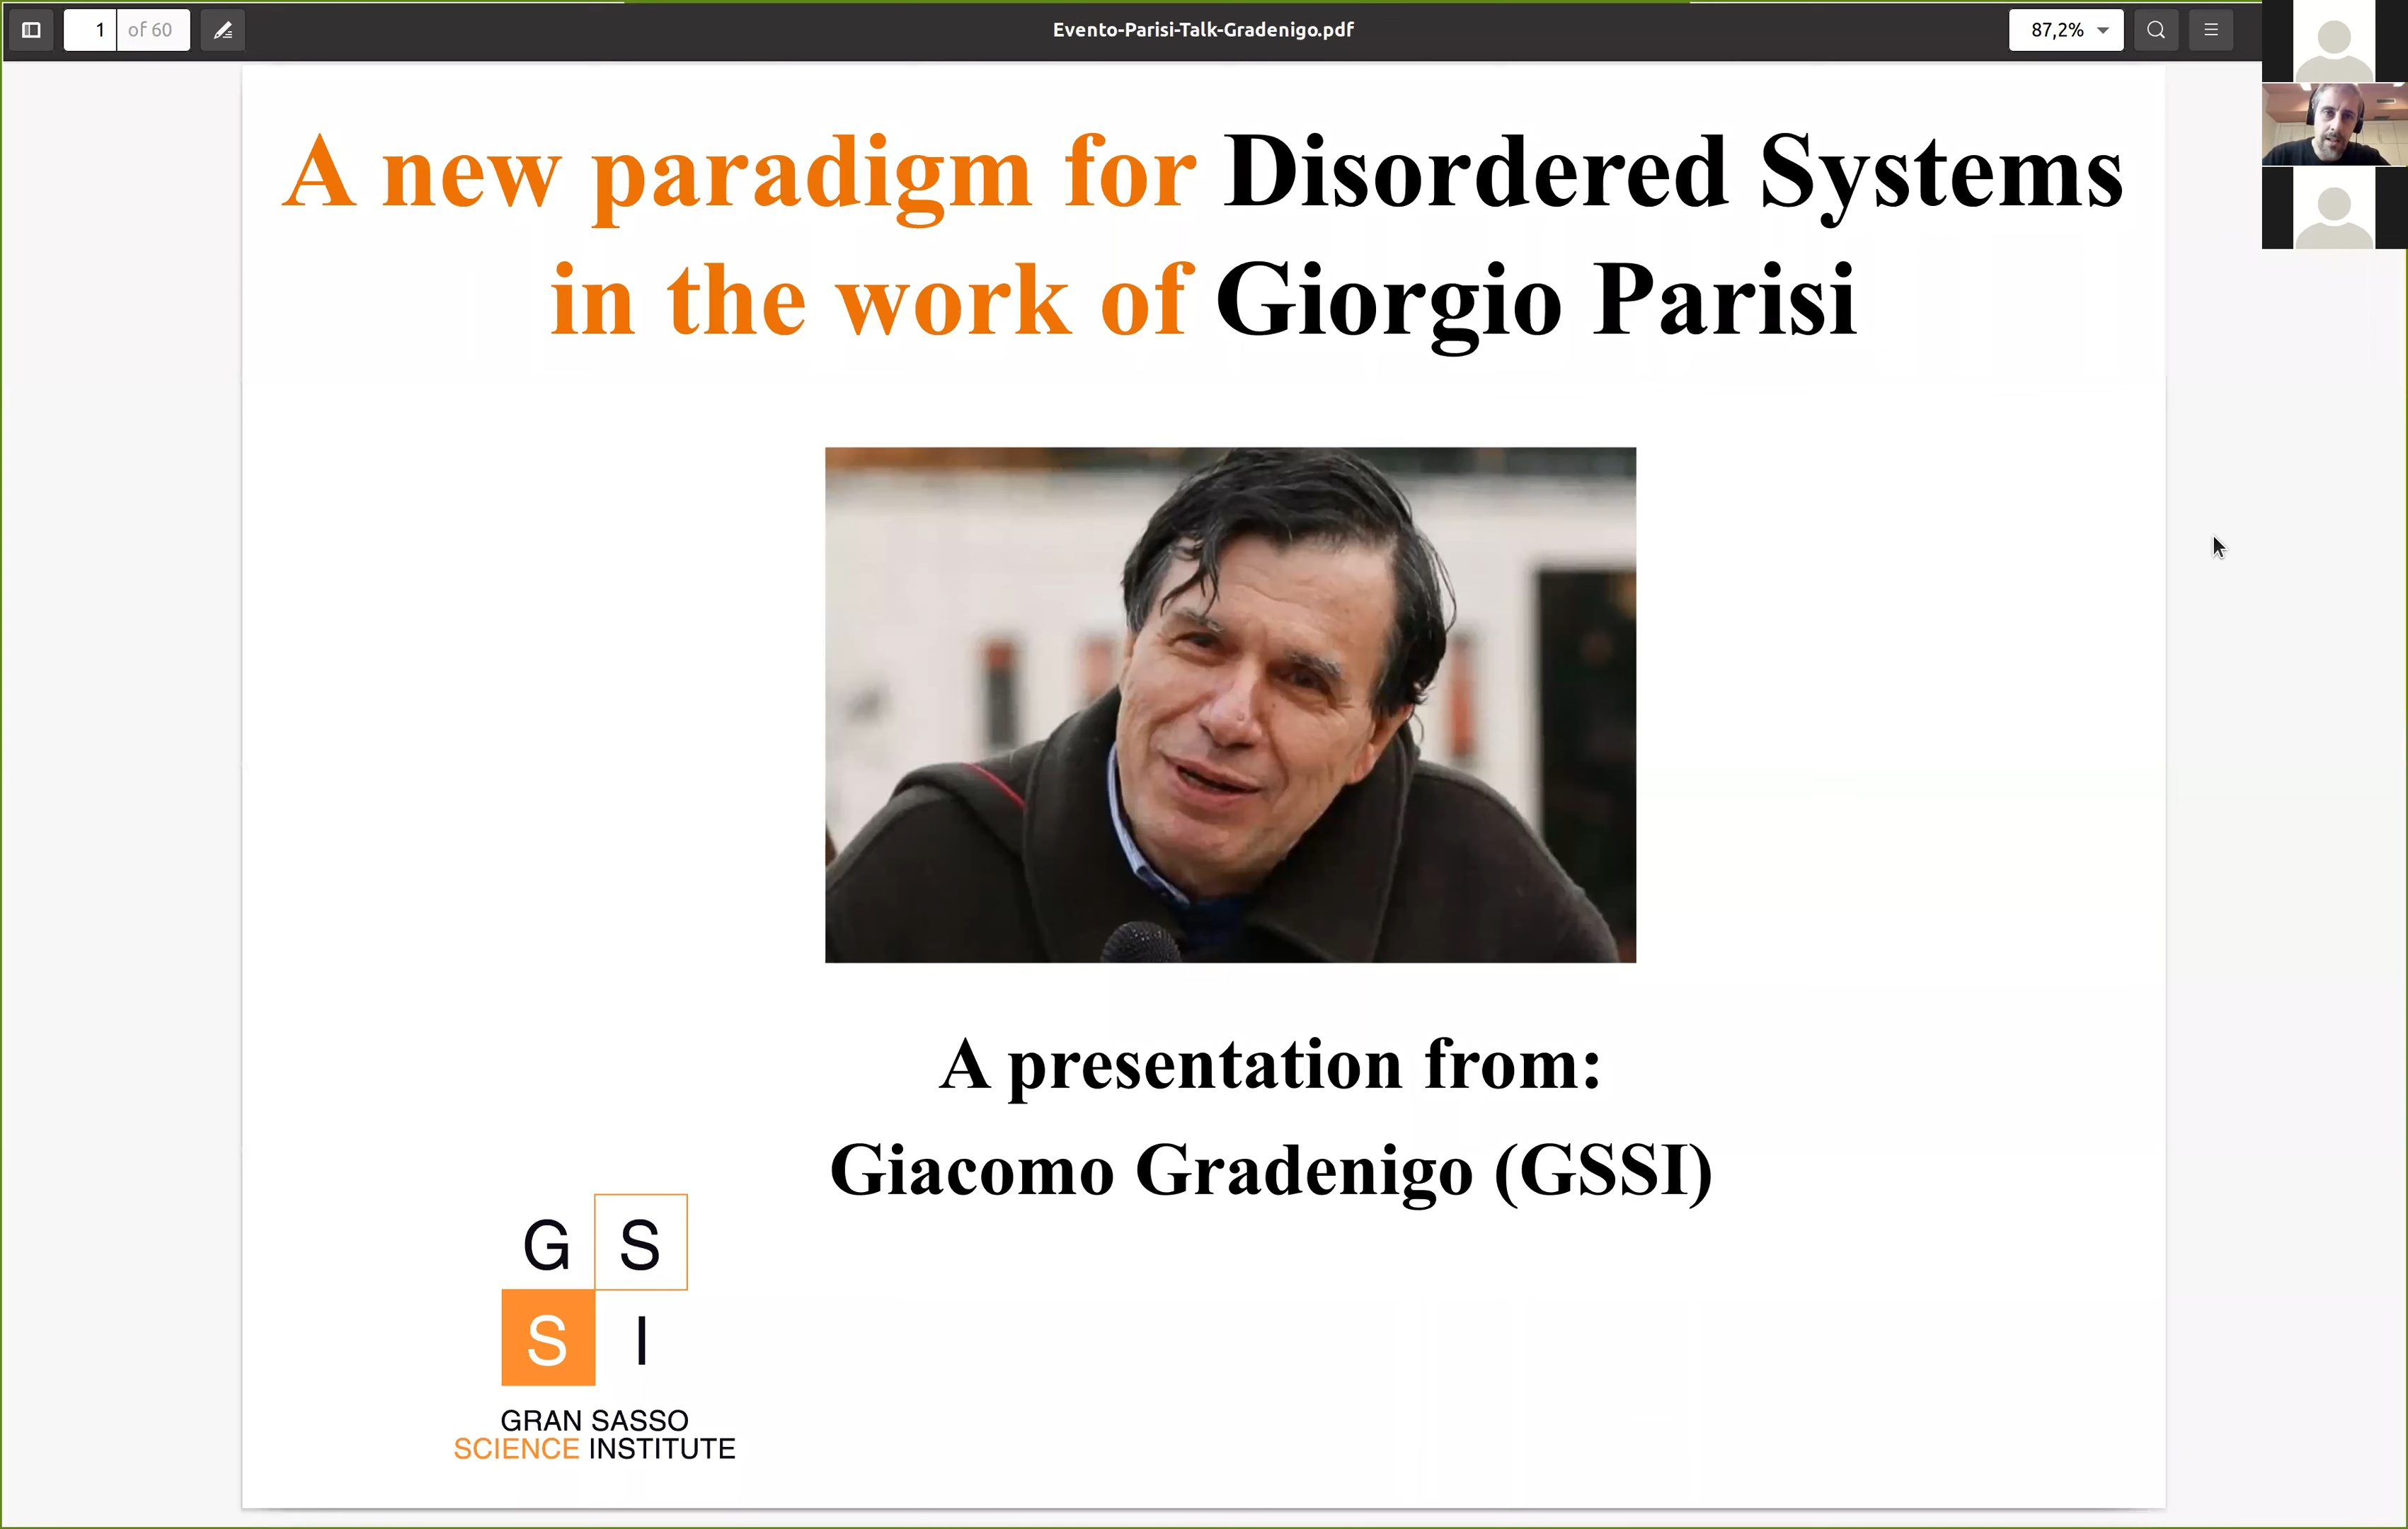 1 of 60
Evento-Parisi-Talk-Gradenigo.pdf
87,2%
A new paradigm for Disordered Systems
in the work of Giorgio Parisi
A presentation from:
Giacomo Gradenigo (GSSI)
G S
S I
GRAN SASSO
SCIENCE INSTITUTE